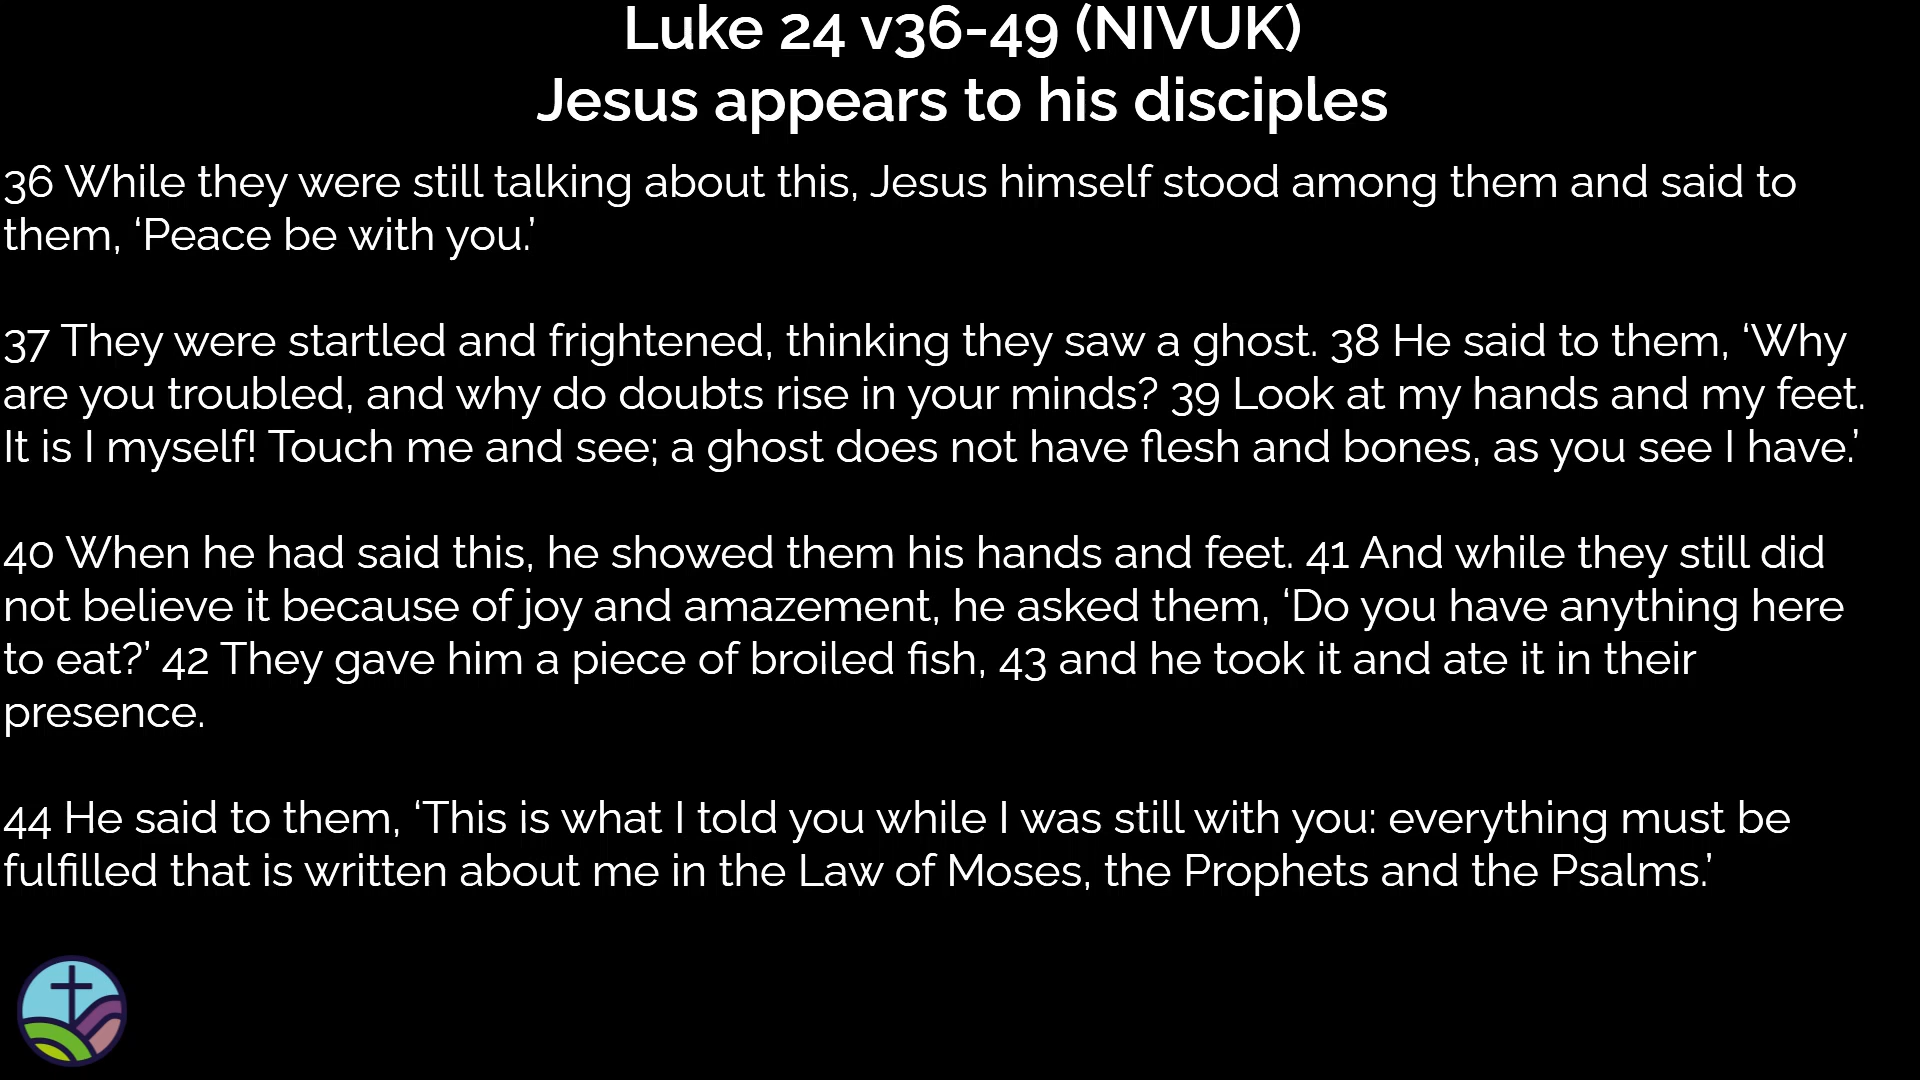 Luke 24 v36-49 (NIVUK)
Jesus appears to his disciples
36 While they were still talking about this, Jesus himself stood among them and said to
them, ‘Peace be with you.’
37 They were startled and frightened, thinking they saw a ghost. 38 He said to them, ‘Why
are you troubled, and why do doubts rise in your minds? 39 Look at my hands and my feet.
It is I myself! Touch me and see; a ghost does not have flesh and bones, as you see I have.’
40 When he had said this, he showed them his hands and feet. 41 And while they still did
not believe it because of joy and amazement, he asked them, ‘Do you have anything here
to eat?’ 42 They gave him a piece of broiled fish, 43 and he took it and ate it in their
presence.
44 He said to them, ‘This is what I told you while I was still with you: everything must be
fulfilled that is written about me in the Law of Moses, the Prophets and the Psalms.’